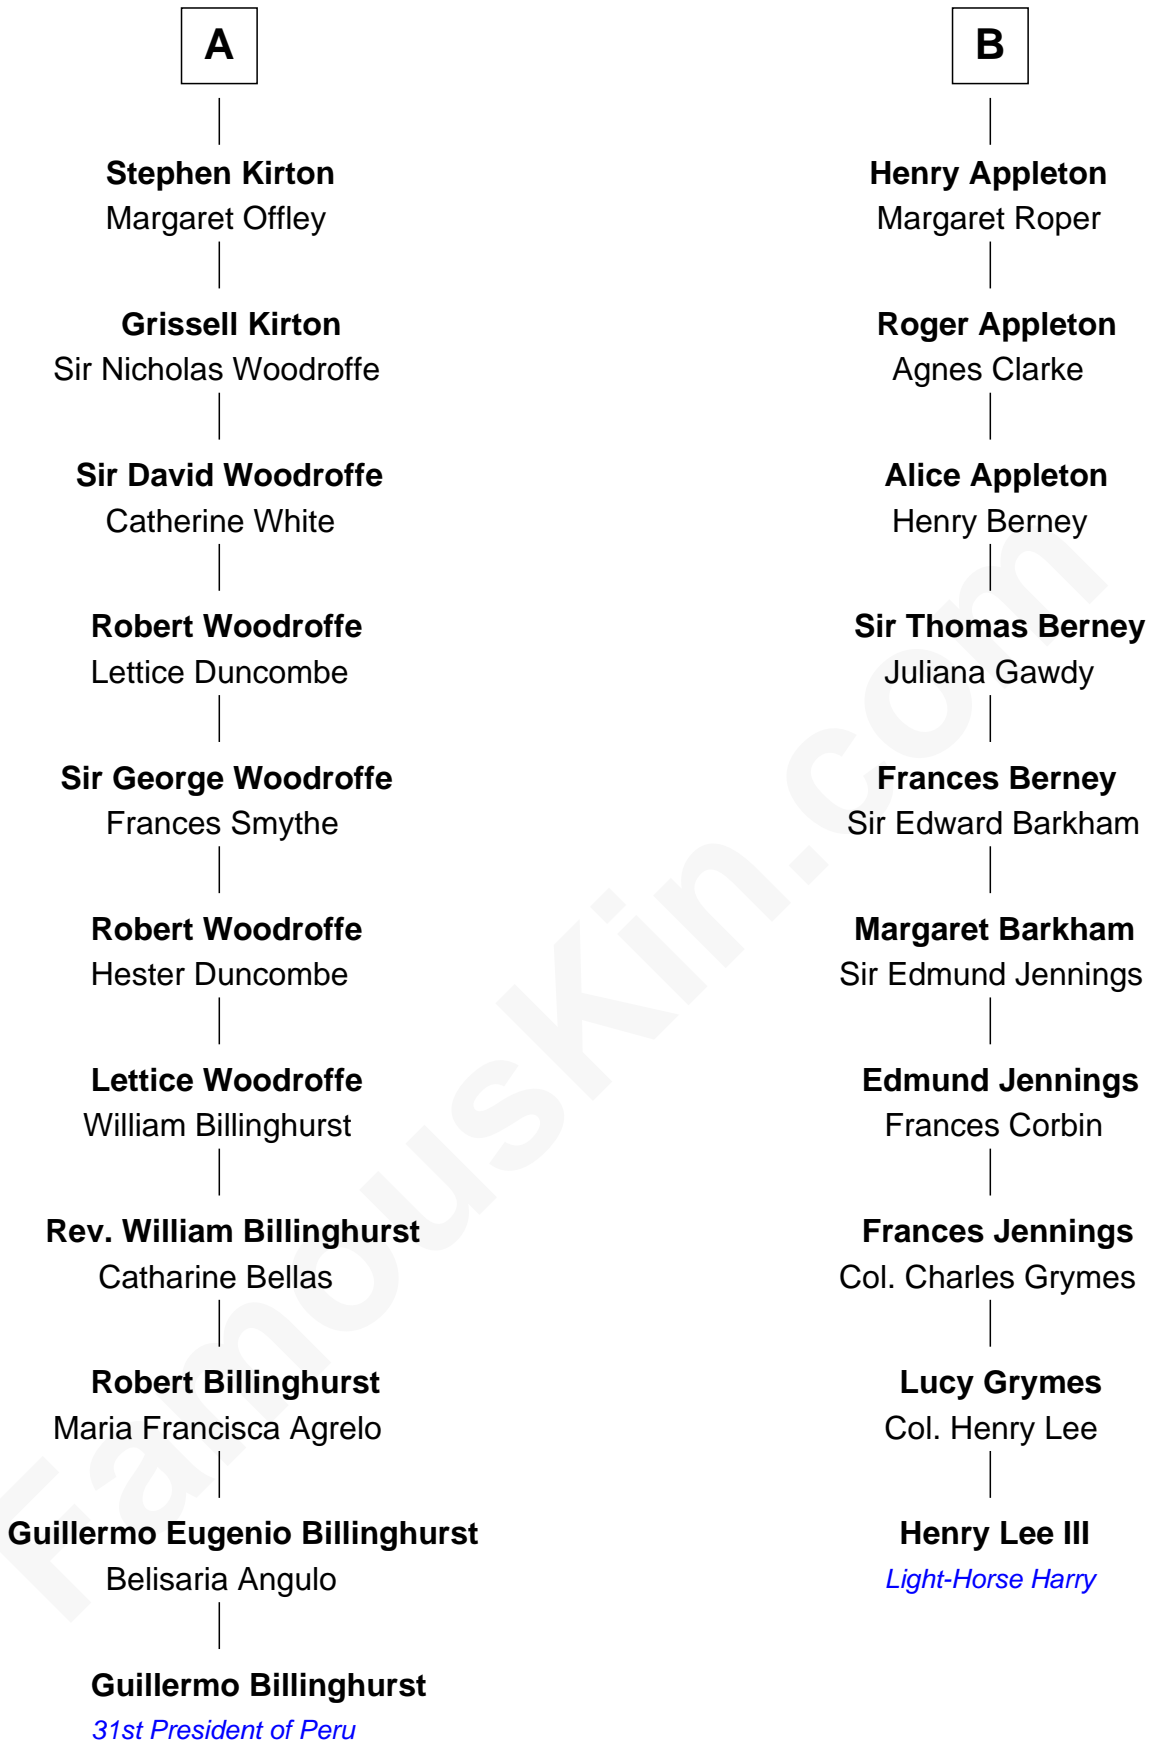 A
Stephen Kirton
Margaret Offley
Grissell Kirton
Sir Nicholas Woodroffe
Sir David Woodroffe
Catherine White
Robert Woodroffe
Lettice Duncombe
Sir George Woodroffe
Frances Smythe
Robert Woodroffe
Hester Duncombe
Lettice Woodroffe
William Billinghurst
Rev. William Billinghurst
Catharine Bellas
Robert Billinghurst
Maria Francisca Agrelo
Guillermo Eugenio Billinghurst
Belisaria Angulo
Guillermo Billinghurst
31st President of Peru
B
Henry Appleton
Margaret Roper
Roger Appleton
Agnes Clarke
Alice Appleton
Henry Berney
Sir Thomas Berney
Juliana Gawdy
Frances Berney
Sir Edward Barkham
Margaret Barkham
Sir Edmund Jennings
Edmund Jennings
Frances Corbin
Frances Jennings
Col. Charles Grymes
Lucy Grymes
Col. Henry Lee
Henry Lee III
Light-Horse Harry
FamousKin.com